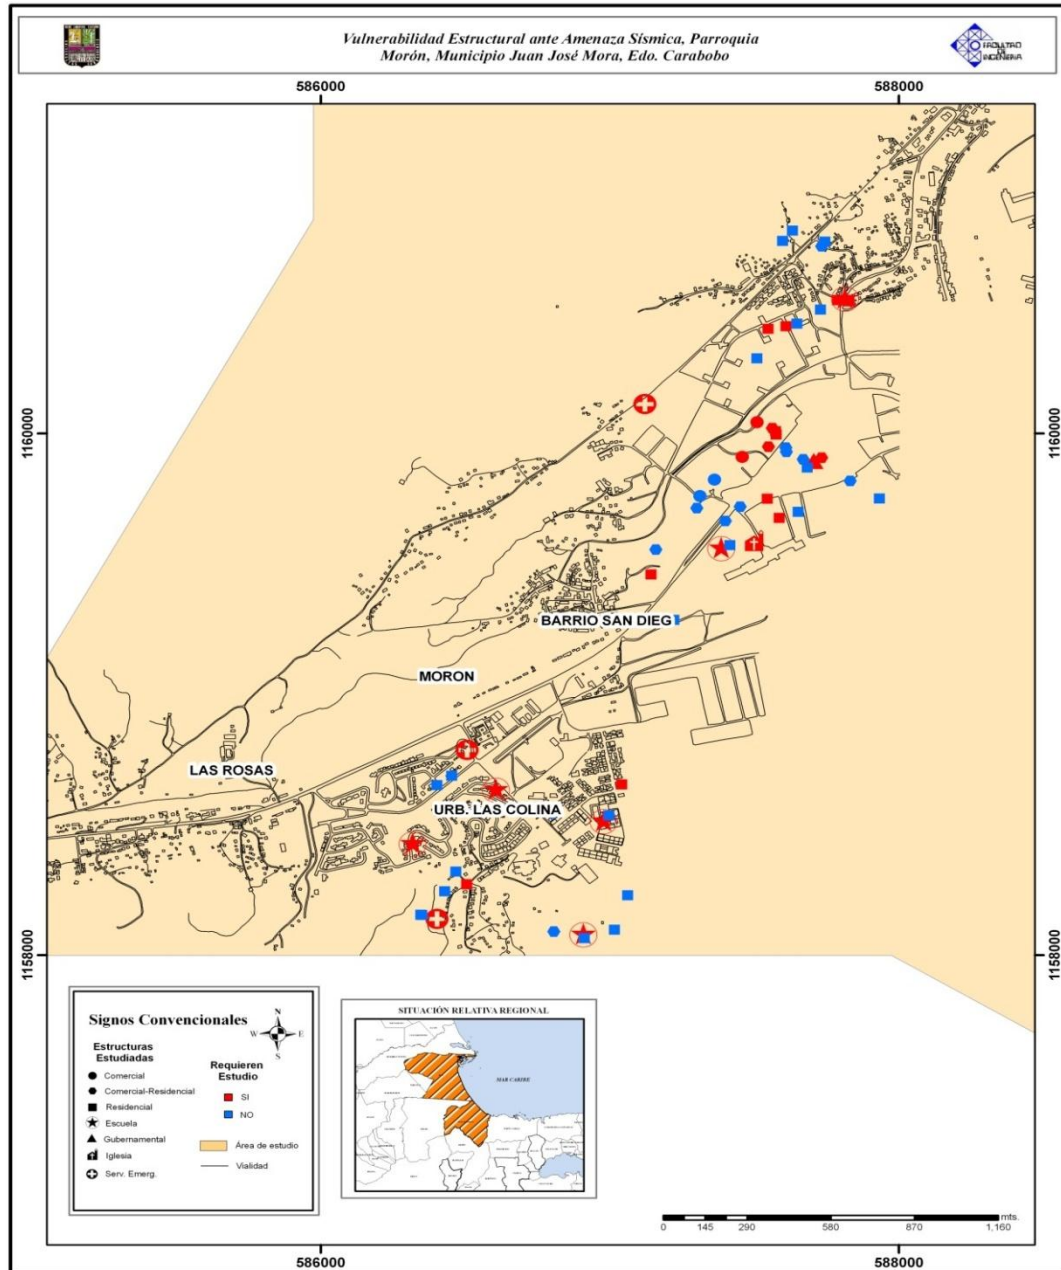 Vulnerabilidad Estructural ante Amenaza Sísmica, Parroquia
Morón, Municipio Juan José Mora, Edo. Carabobo
FACULTAD
DE
INGENIERIA
586000
588000
1160000
1160000
BARRIO SAN DIEG
MORON
LAS ROSAS
URB. LAS COLINA
1158000
1158000
Signos Convencionales
N
W
E
S
Estructuras
Estudiadas
Comercial
Comercial-Residencial
Residencial
Escuela
Gubernamental
Iglesia
Serv. Emerg.
Requieren
Estudio
SI
NO
Área de estudio
Vialidad
SITUACIÓN RELATIVA REGIONAL
MAR CARIBE
mts.
0 145 290 580 870 1,160
586000
588000